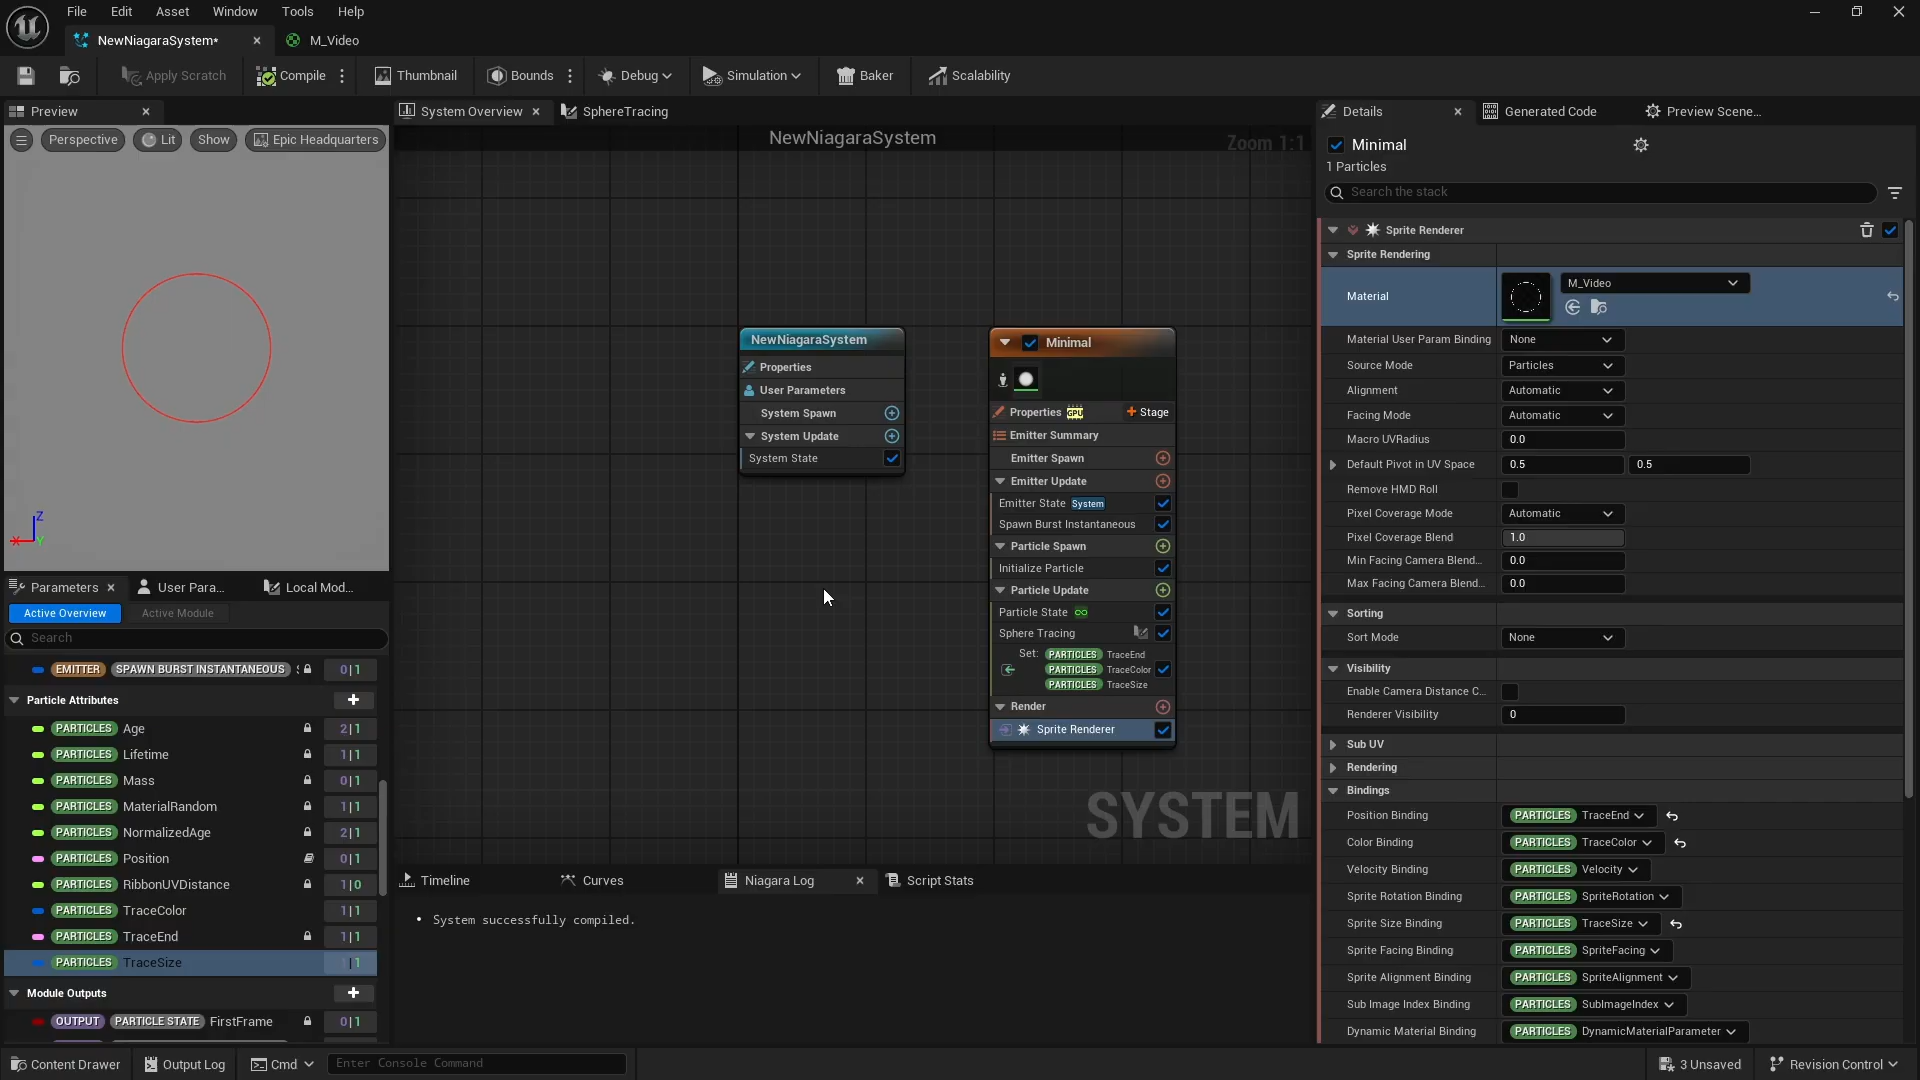 File Edit Asset Window Tools Help
NewNiagaraSystem*
M_Video
Apply Scratch
Compile
Thumbnail
Bounds
Debug
Simulation
Baker
Scalability
Preview
Perspective
Lit
Show
Epic Headquarters
Z
X
Y
System Overview
SphereTracing
NewNiagaraSystem
Zoom 1:1
NewNiagaraSystem
Properties
User Parameters
System Spawn
System Update
System State
Minimal
Properties GPU
Stage
Emitter Summary
Emitter Spawn
Emitter Update
Emitter State System
Spawn Burst Instantaneous
Particle Spawn
Initialize Particle
Particle Update
Particle State
Sphere Tracing
Set: PARTICLES TraceEnd
PARTICLES TraceColor
PARTICLES TraceSize
Render
Sprite Renderer
SYSTEM
Parameters
User Para...
Local Mod...
Active Overview
Active Module
Search
EMITTER SPAWN BURST INSTANTANEOUS 0|1
Particle Attributes
PARTICLES Age 2|1
PARTICLES Lifetime 1|1
PARTICLES Mass 0|1
PARTICLES MaterialRandom 1|1
PARTICLES NormalizedAge 2|1
PARTICLES Position 0|1
PARTICLES RibbonUVDistance 1|0
PARTICLES TraceColor 1|1
PARTICLES TraceEnd 1|1
PARTICLES TraceSize 1|1
Module Outputs
OUTPUT PARTICLE STATE FirstFrame 0|1
Timeline
Curves
Niagara Log
Script Stats
• System successfully compiled.
Details
Generated Code
Preview Scene...
Minimal
1 Particles
Search the stack
Sprite Renderer
Sprite Rendering
Material
M_Video
Material User Param Binding None
Source Mode Particles
Alignment Automatic
Facing Mode Automatic
Macro UVRadius 0.0
Default Pivot in UV Space 0.5 0.5
Remove HMD Roll
Pixel Coverage Mode Automatic
Pixel Coverage Blend 1.0
Min Facing Camera Blend... 0.0
Max Facing Camera Blend... 0.0
Sorting
Sort Mode None
Visibility
Enable Camera Distance C...
Renderer Visibility 0
Sub UV
Rendering
Bindings
Position Binding PARTICLES TraceEnd
Color Binding PARTICLES TraceColor
Velocity Binding PARTICLES Velocity
Sprite Rotation Binding PARTICLES SpriteRotation
Sprite Size Binding PARTICLES TraceSize
Sprite Facing Binding PARTICLES SpriteFacing
Sprite Alignment Binding PARTICLES SpriteAlignment
Sub Image Index Binding PARTICLES SubImageIndex
Dynamic Material Binding PARTICLES DynamicMaterialParameter
Content Drawer
Output Log
Cmd
Enter Console Command
3 Unsaved
Revision Control